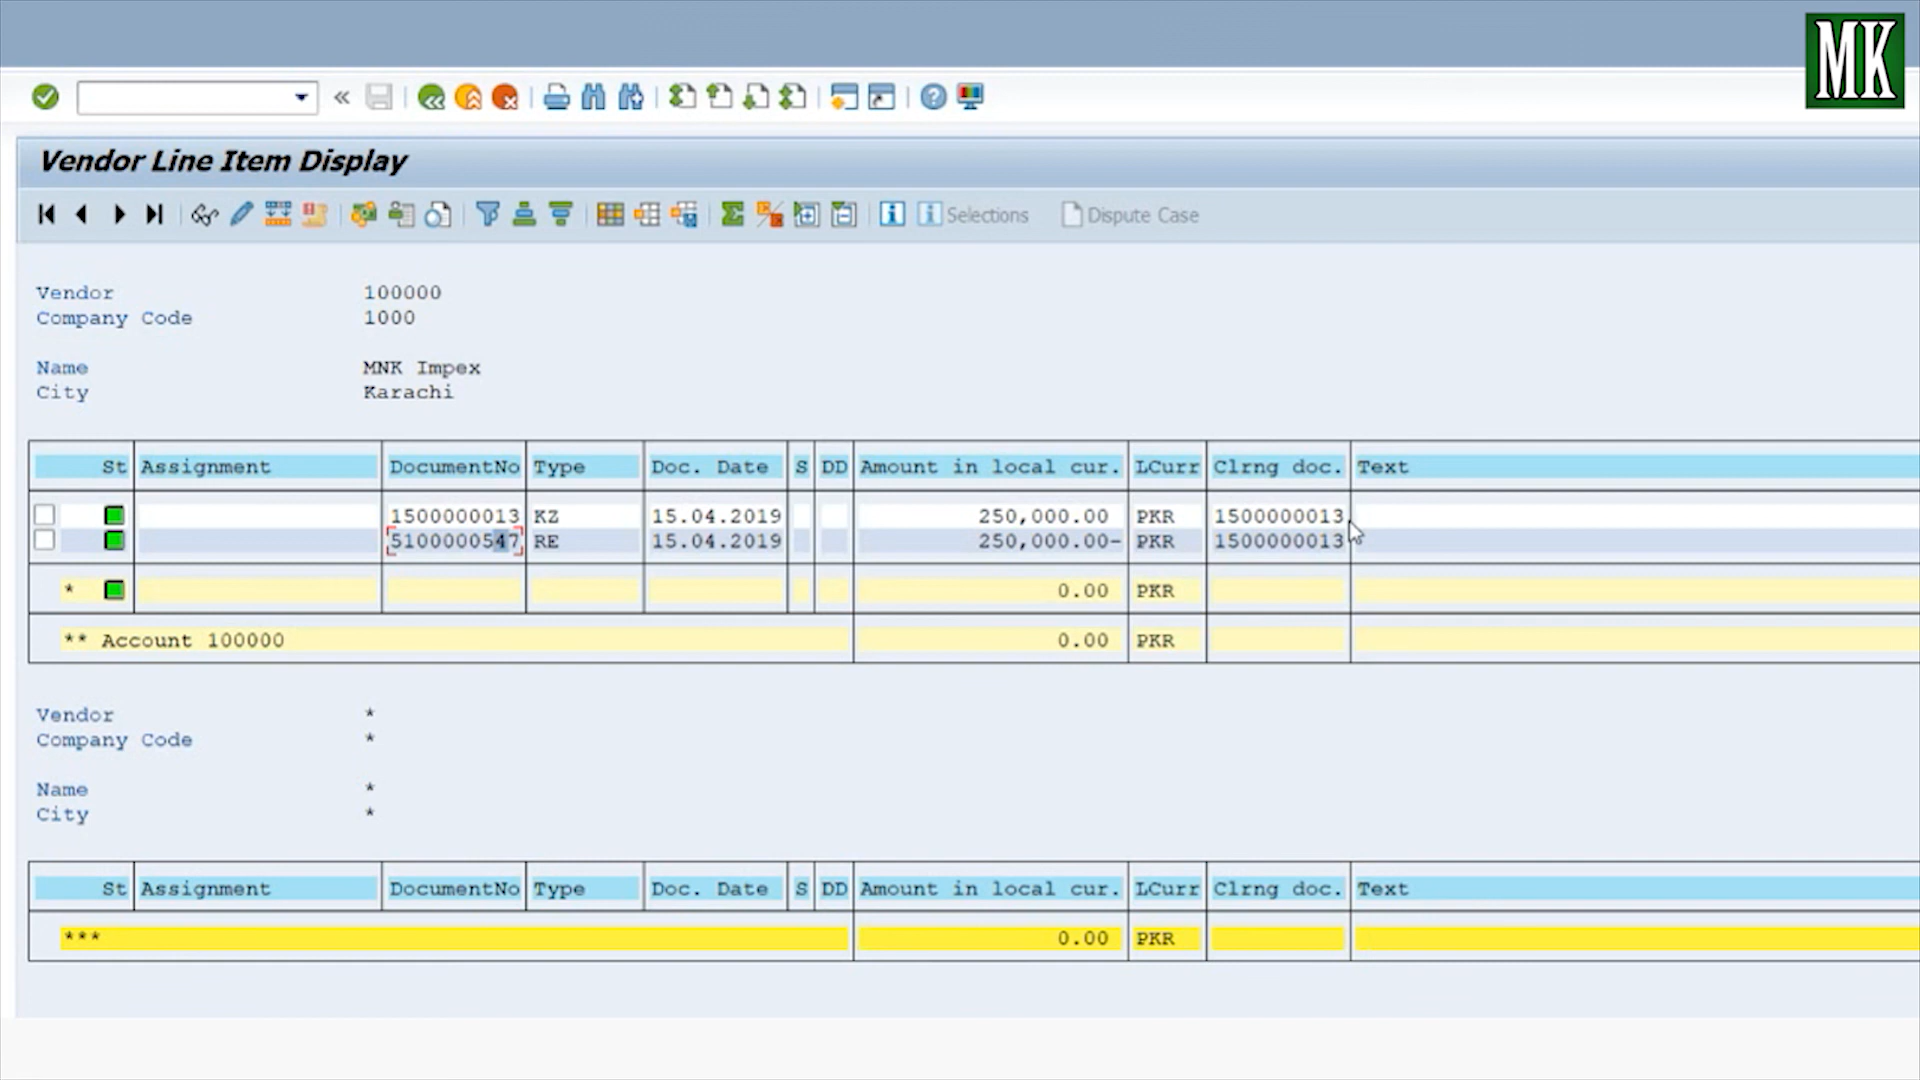 MK
Vendor Line Item Display
Selections Dispute Case
Vendor 100000
Company Code 1000
Name MNK Impex
City Karachi
St Assignment DocumentNo Type Doc. Date S DD Amount in local cur. LCurr Clrng doc. Text
1500000013 KZ 15.04.2019 250,000.00 PKR 1500000013
5100000547 RE 15.04.2019 250,000.00- PKR 1500000013
* 0.00 PKR
** Account 100000 0.00 PKR
Vendor *
Company Code *
Name *
City *
St Assignment DocumentNo Type Doc. Date S DD Amount in local cur. LCurr Clrng doc. Text
*** 0.00 PKR